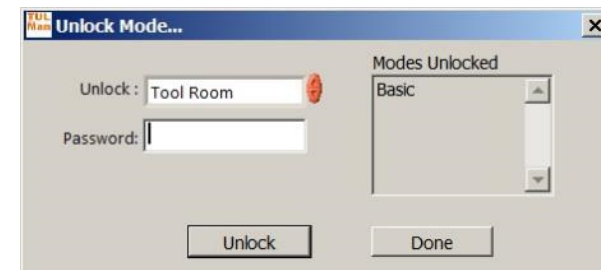 TUL
Man Unlock Mode...
Modes Unlocked
Unlock : Tool Room
Basic
Password:
Unlock
Done